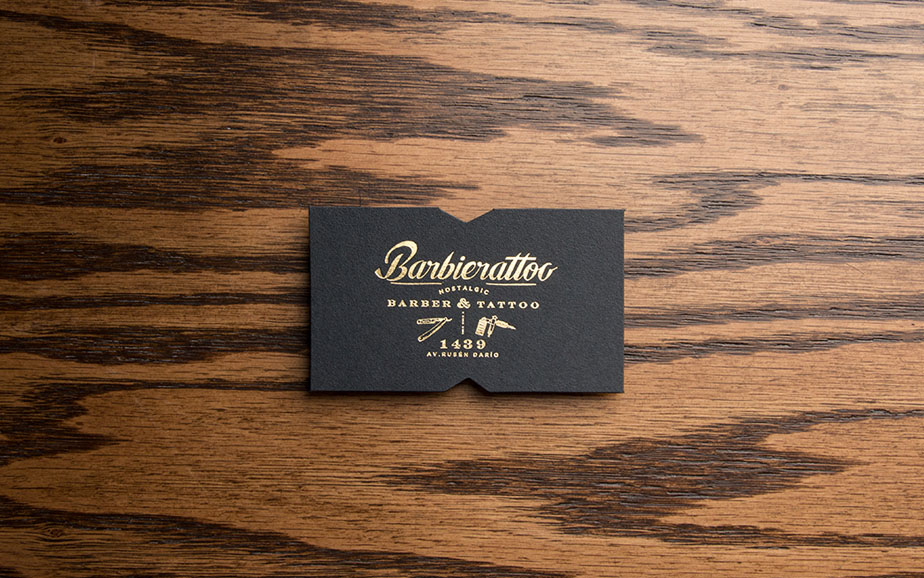 Barbierattoo
NOSTALGIC
BARBER & TATTOO
1439
AV.RUBÉN DARÍO